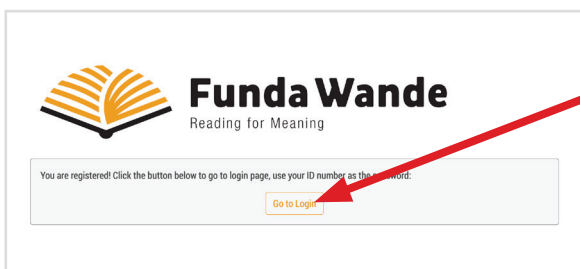 Funda Wande
Reading for Meaning
You are registered! Click the button below to go to login page, use your ID number as the password:
Go to Login